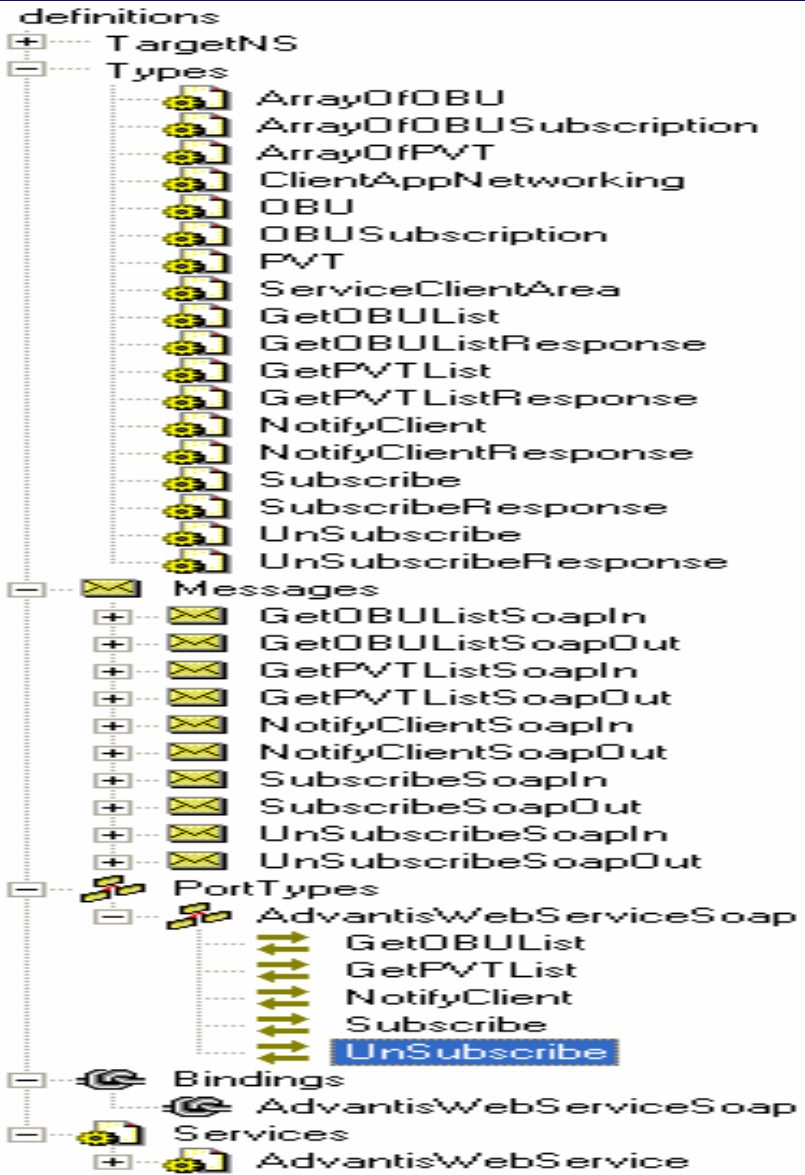 definitions
TargetNS
Types
ArrayOfOBU
ArrayOfOBUSubscription
ArrayOfPVT
ClientAppNetworking
OBU
OBUSubscription
PVT
ServiceClientArea
GetOBUList
GetOBUListResponse
GetPVTList
GetPVTListResponse
NotifyClient
NotifyClientResponse
Subscribe
SubscribeResponse
UnSubscribe
UnSubscribeResponse
Messages
GetOBUListSoapIn
GetOBUListSoapOut
GetPVTListSoapIn
GetPVTListSoapOut
NotifyClientSoapIn
NotifyClientSoapOut
SubscribeSoapIn
SubscribeSoapOut
UnSubscribeSoapIn
UnSubscribeSoapOut
PortTypes
AdvantisWebServiceSoap
GetOBUList
GetPVTList
NotifyClient
Subscribe
UnSubscribe
Bindings
AdvantisWebServiceSoap
Services
AdvantisWebService